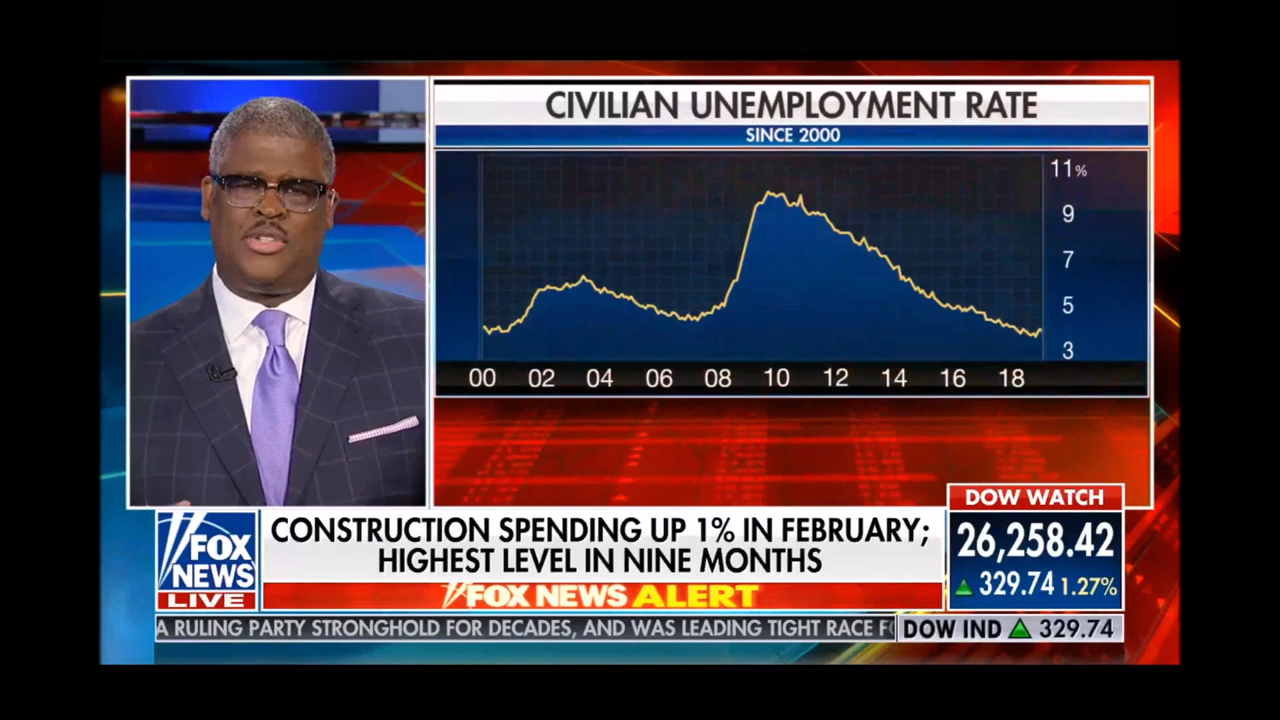 CIVILIAN UNEMPLOYMENT RATE
SINCE 2000
11%
9
7
5
3
00 02 04 06 08 10 12 14 16 18
DOW WATCH
26,258.42
329.74 1.27%
FOX
NEWS
LIVE
CONSTRUCTION SPENDING UP 1% IN FEBRUARY;
HIGHEST LEVEL IN NINE MONTHS
FOX NEWS ALERT
A RULING PARTY STRONGHOLD FOR DECADES, AND WAS LEADING TIGHT RACE
DOW IND 329.74